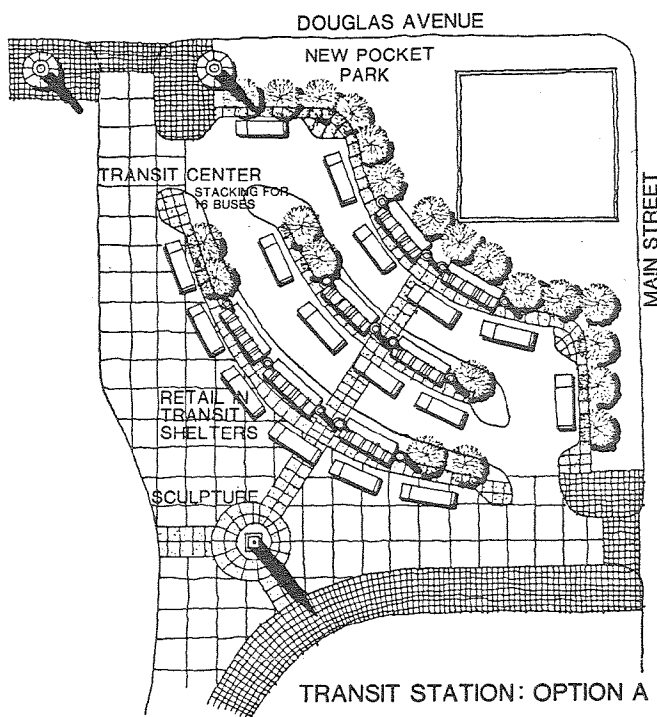 DOUGLAS AVENUE
NEW POCKET
PARK
TRANSIT CENTER
STACKING FOR
16 BUSES
MAIN STREET
RETAIL IN
TRANSIT
SHELTERS
SCULPTURE
TRANSIT STATION: OPTION A